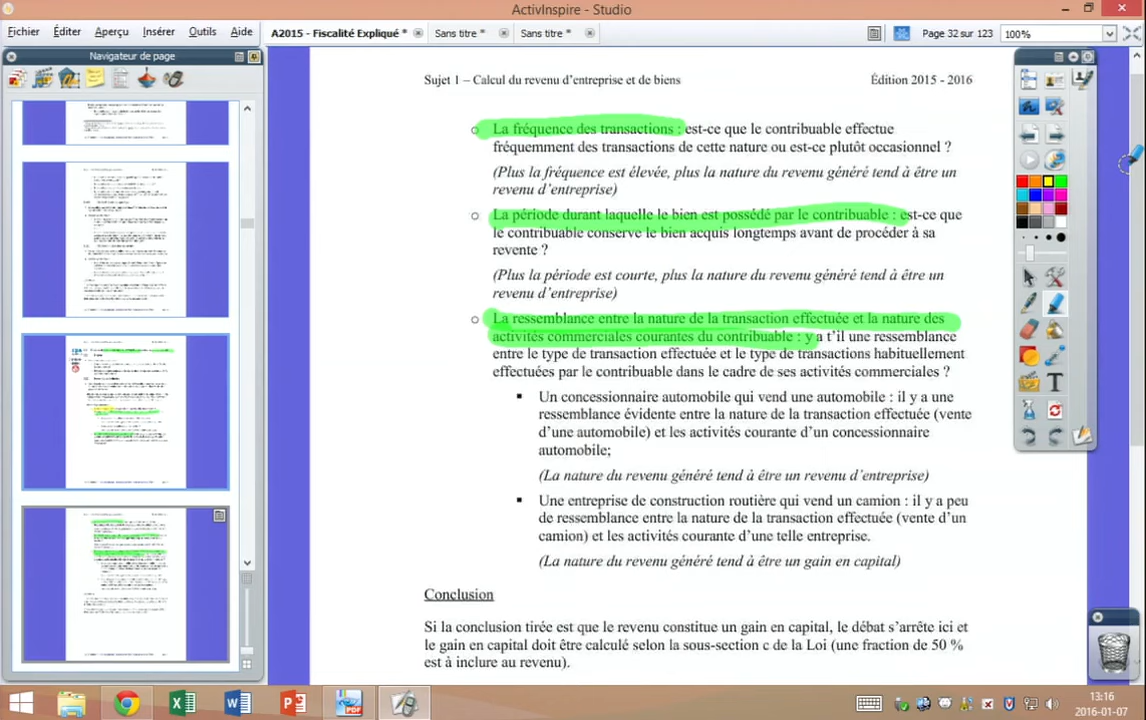 ActivInspire - Studio
Fichier Éditer Aperçu Insérer Outils Aide
A2015 - Fiscalité Expliqué * Sans titre * Sans titre *
Page 32 sur 123 100%
Navigateur de page
Sujet 1 – Calcul du revenu d'entreprise et de biens Édition 2015 - 2016
o La fréquence des transactions : est-ce que le contribuable effectue
fréquemment des transactions de cette nature ou est-ce plutôt occasionnel ?
(Plus la fréquence est élevée, plus la nature du revenu généré tend à être un
revenu d'entreprise)
o La période durant laquelle le bien est possédé par le contribuable : est-ce que
le contribuable conserve le bien acquis longtemps avant de procéder à sa
revente ?
(Plus la période est courte, plus la nature du revenu généré tend à être un
revenu d'entreprise)
o La ressemblance entre la nature de la transaction effectuée et la nature des
activités commerciales courantes du contribuable : y a t'il une ressemblance
entre le type de transaction effectuée et le type de transactions habituellement
effectuées par le contribuable dans le cadre de ses activités commerciales ?
▪ Un concessionnaire automobile qui vend une automobile : il y a une
ressemblance évidente entre la nature de la transaction effectuée (vente
d'une automobile) et les activités courante d'un concessionnaire
automobile;
(La nature du revenu généré tend à être un revenu d'entreprise)
▪ Une entreprise de construction routière qui vend un camion : il y a peu
de ressemblance entre la nature de la transaction effectuée (vente d'un
camion) et les activités courante d'une telle entreprise.
(La nature du revenu généré tend à être un gain en capital)
Conclusion
Si la conclusion tirée est que le revenu constitue un gain en capital, le débat s'arrête ici et
le gain en capital doit être calculé selon la sous-section c de la Loi (une fraction de 50 %
est à inclure au revenu).
13:16
2016-01-07